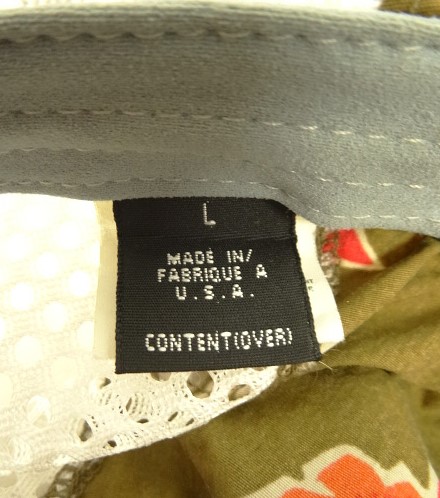 L
MADE IN/
FABRIQUE A
U.S.A.
CONTENT(OVER)